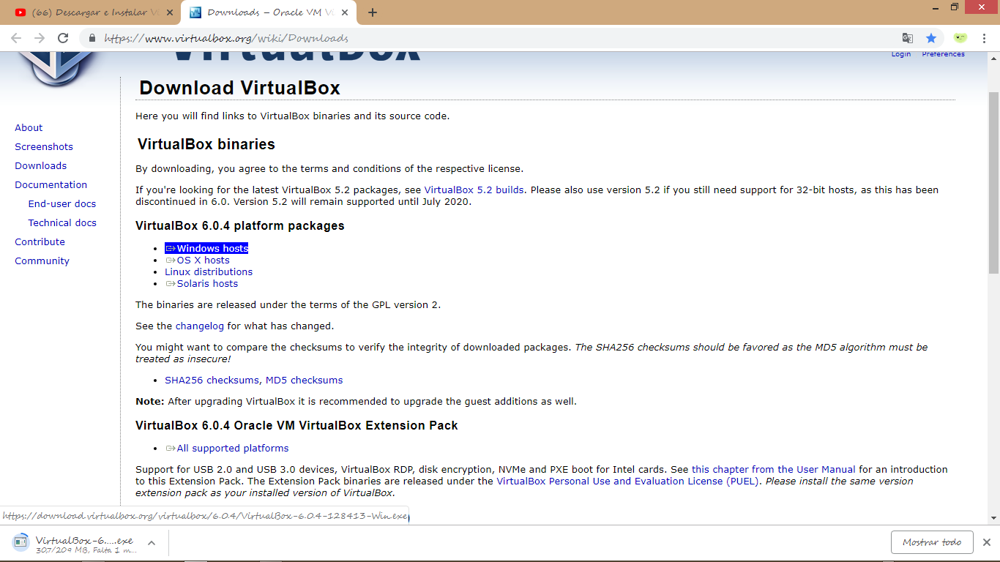 (66) Descargar e Instalar V
Downloads – Oracle VM Vi
https://www.virtualbox.org/wiki/Downloads
VirtualBox
Login Preferences
Download VirtualBox
Here you will find links to VirtualBox binaries and its source code.
About
Screenshots
Downloads
Documentation
End-user docs
Technical docs
Contribute
Community
VirtualBox binaries
By downloading, you agree to the terms and conditions of the respective license.
If you're looking for the latest VirtualBox 5.2 packages, see VirtualBox 5.2 builds. Please also use version 5.2 if you still need support for 32-bit hosts, as this has been
discontinued in 6.0. Version 5.2 will remain supported until July 2020.
VirtualBox 6.0.4 platform packages
Windows hosts
OS X hosts
Linux distributions
Solaris hosts
The binaries are released under the terms of the GPL version 2.
See the changelog for what has changed.
You might want to compare the checksums to verify the integrity of downloaded packages. The SHA256 checksums should be favored as the MD5 algorithm must be
treated as insecure!
SHA256 checksums, MD5 checksums
Note: After upgrading VirtualBox it is recommended to upgrade the guest additions as well.
VirtualBox 6.0.4 Oracle VM VirtualBox Extension Pack
All supported platforms
Support for USB 2.0 and USB 3.0 devices, VirtualBox RDP, disk encryption, NVMe and PXE boot for Intel cards. See this chapter from the User Manual for an introduction
to this Extension Pack. The Extension Pack binaries are released under the VirtualBox Personal Use and Evaluation License (PUEL). Please install the same version
extension pack as your installed version of VirtualBox.
https://download.virtualbox.org/virtualbox/6.0.4/VirtualBox-6.0.4-128413-Win.exe
VirtualBox-6.....exe
30,7/209 MB, Falta 1 m...
Mostrar todo